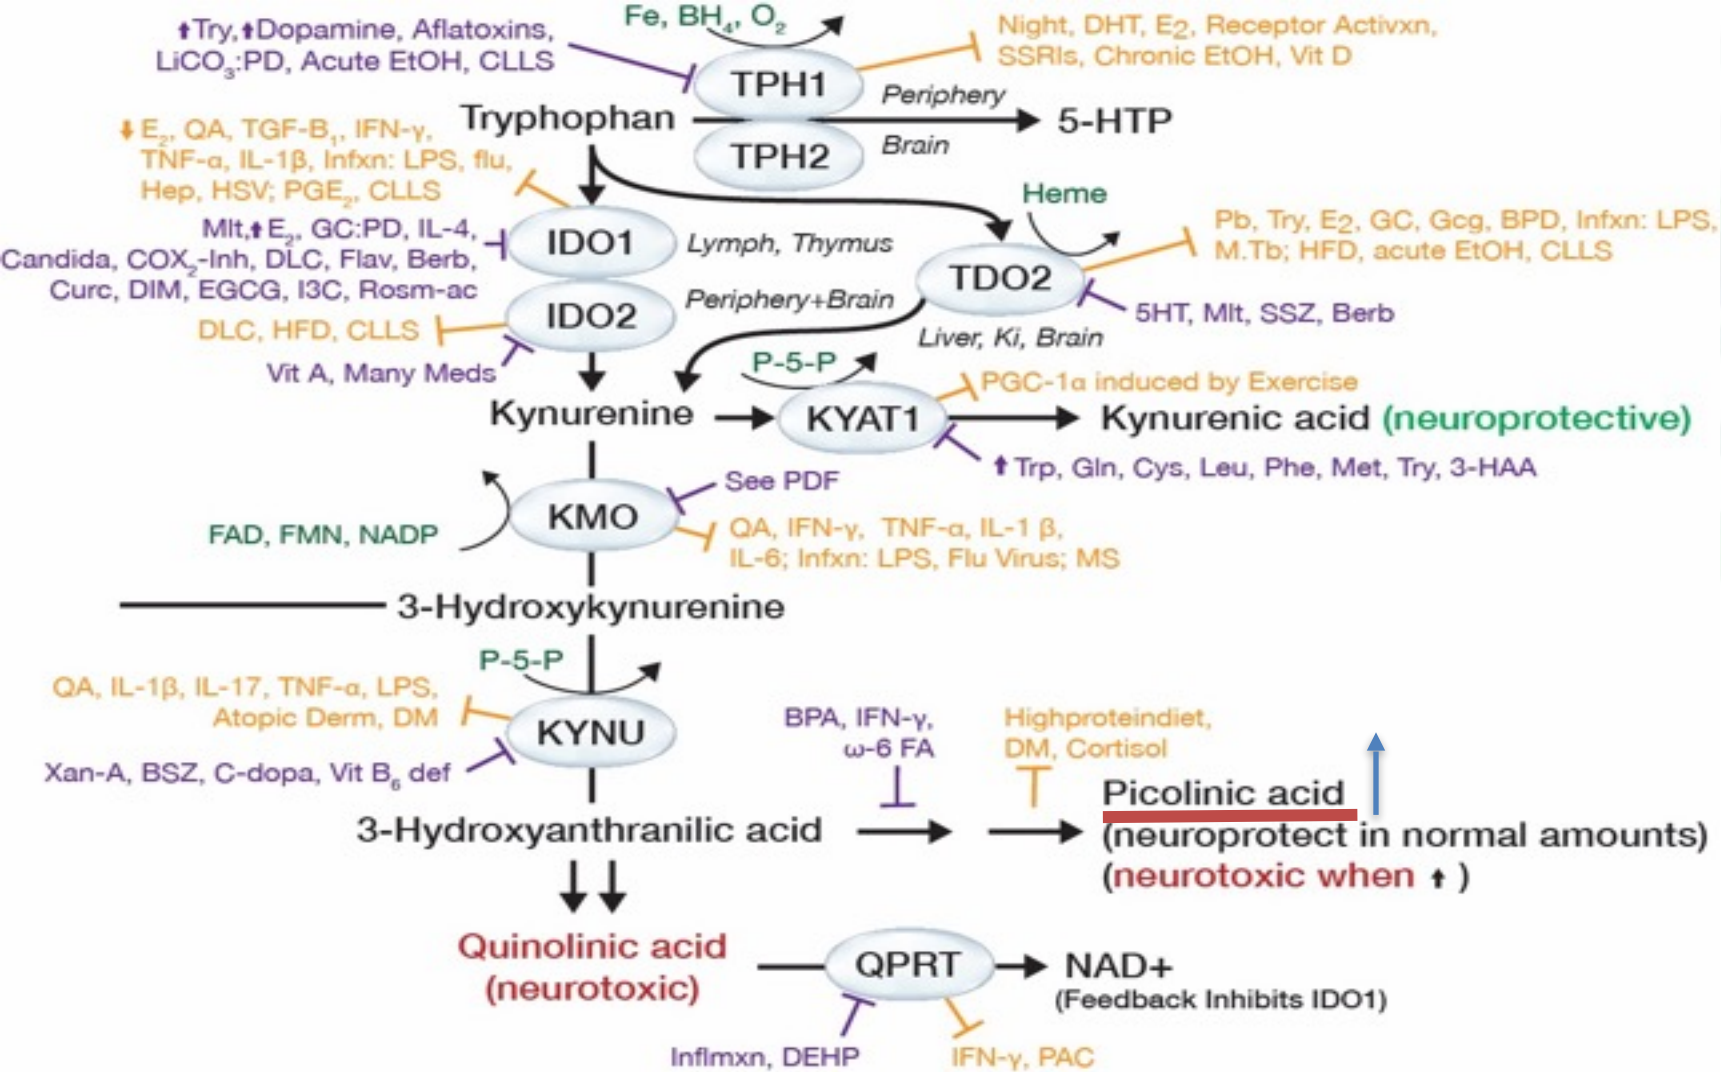 ⬆Try,⬆Dopamine, Aflatoxins,
LiCO₃:PD, Acute EtOH, CLLS
Fe, BH₄, O₂
Night, DHT, E2, Receptor Activxn,
SSRIs, Chronic EtOH, Vit D
TPH1
Periphery
Tryphophan
5-HTP
TPH2
Brain
⬇E₂, QA, TGF-B₁, IFN-γ,
TNF-α, IL-1β, Infxn: LPS, flu,
Hep, HSV; PGE₂, CLLS
Heme
Mlt,⬆E₂, GC:PD, IL-4,
Candida, COX₂-Inh, DLC, Flav, Berb,
Curc, DIM, EGCG, I3C, Rosm-ac
IDO1
Lymph, Thymus
Pb, Try, E2, GC, Gcg, BPD, Infxn: LPS,
M.Tb; HFD, acute EtOH, CLLS
TDO2
5HT, Mlt, SSZ, Berb
Liver, Ki, Brain
IDO2
Periphery+Brain
DLC, HFD, CLLS
Vit A, Many Meds
P-5-P
PGC-1α induced by Exercise
Kynurenine
KYAT1
Kynurenic acid (neuroprotective)
⬆Trp, Gln, Cys, Leu, Phe, Met, Try, 3-HAA
See PDF
KMO
FAD, FMN, NADP
QA, IFN-γ, TNF-α, IL-1 β,
IL-6; Infxn: LPS, Flu Virus; MS
3-Hydroxykynurenine
P-5-P
QA, IL-1β, IL-17, TNF-α, LPS,
Atopic Derm, DM
KYNU
Xan-A, BSZ, C-dopa, Vit B₆ def
BPA, IFN-γ,
ω-6 FA
Highproteindiet,
DM, Cortisol
3-Hydroxyanthranilic acid
Picolinic acid
(neuroprotect in normal amounts)
(neurotoxic when ⬆)
Quinolinic acid
(neurotoxic)
QPRT
NAD+
(Feedback Inhibits IDO1)
Inflmxn, DEHP
IFN-γ, PAC